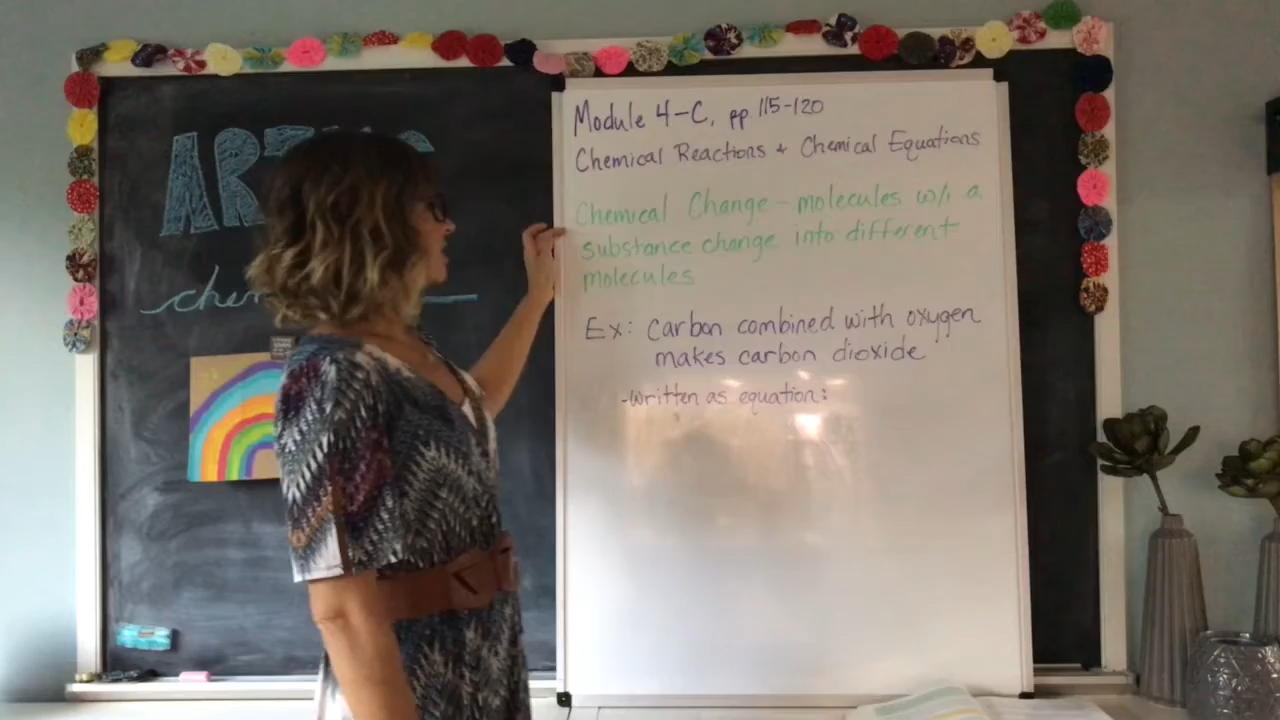 Module 4-C, pp 115-120
Chemical Reactions + Chemical Equations
Chemical Change - molecules w/i a
substance change into different
molecules
Ex: carbon combined with oxygen
makes carbon dioxide
-written as equation: